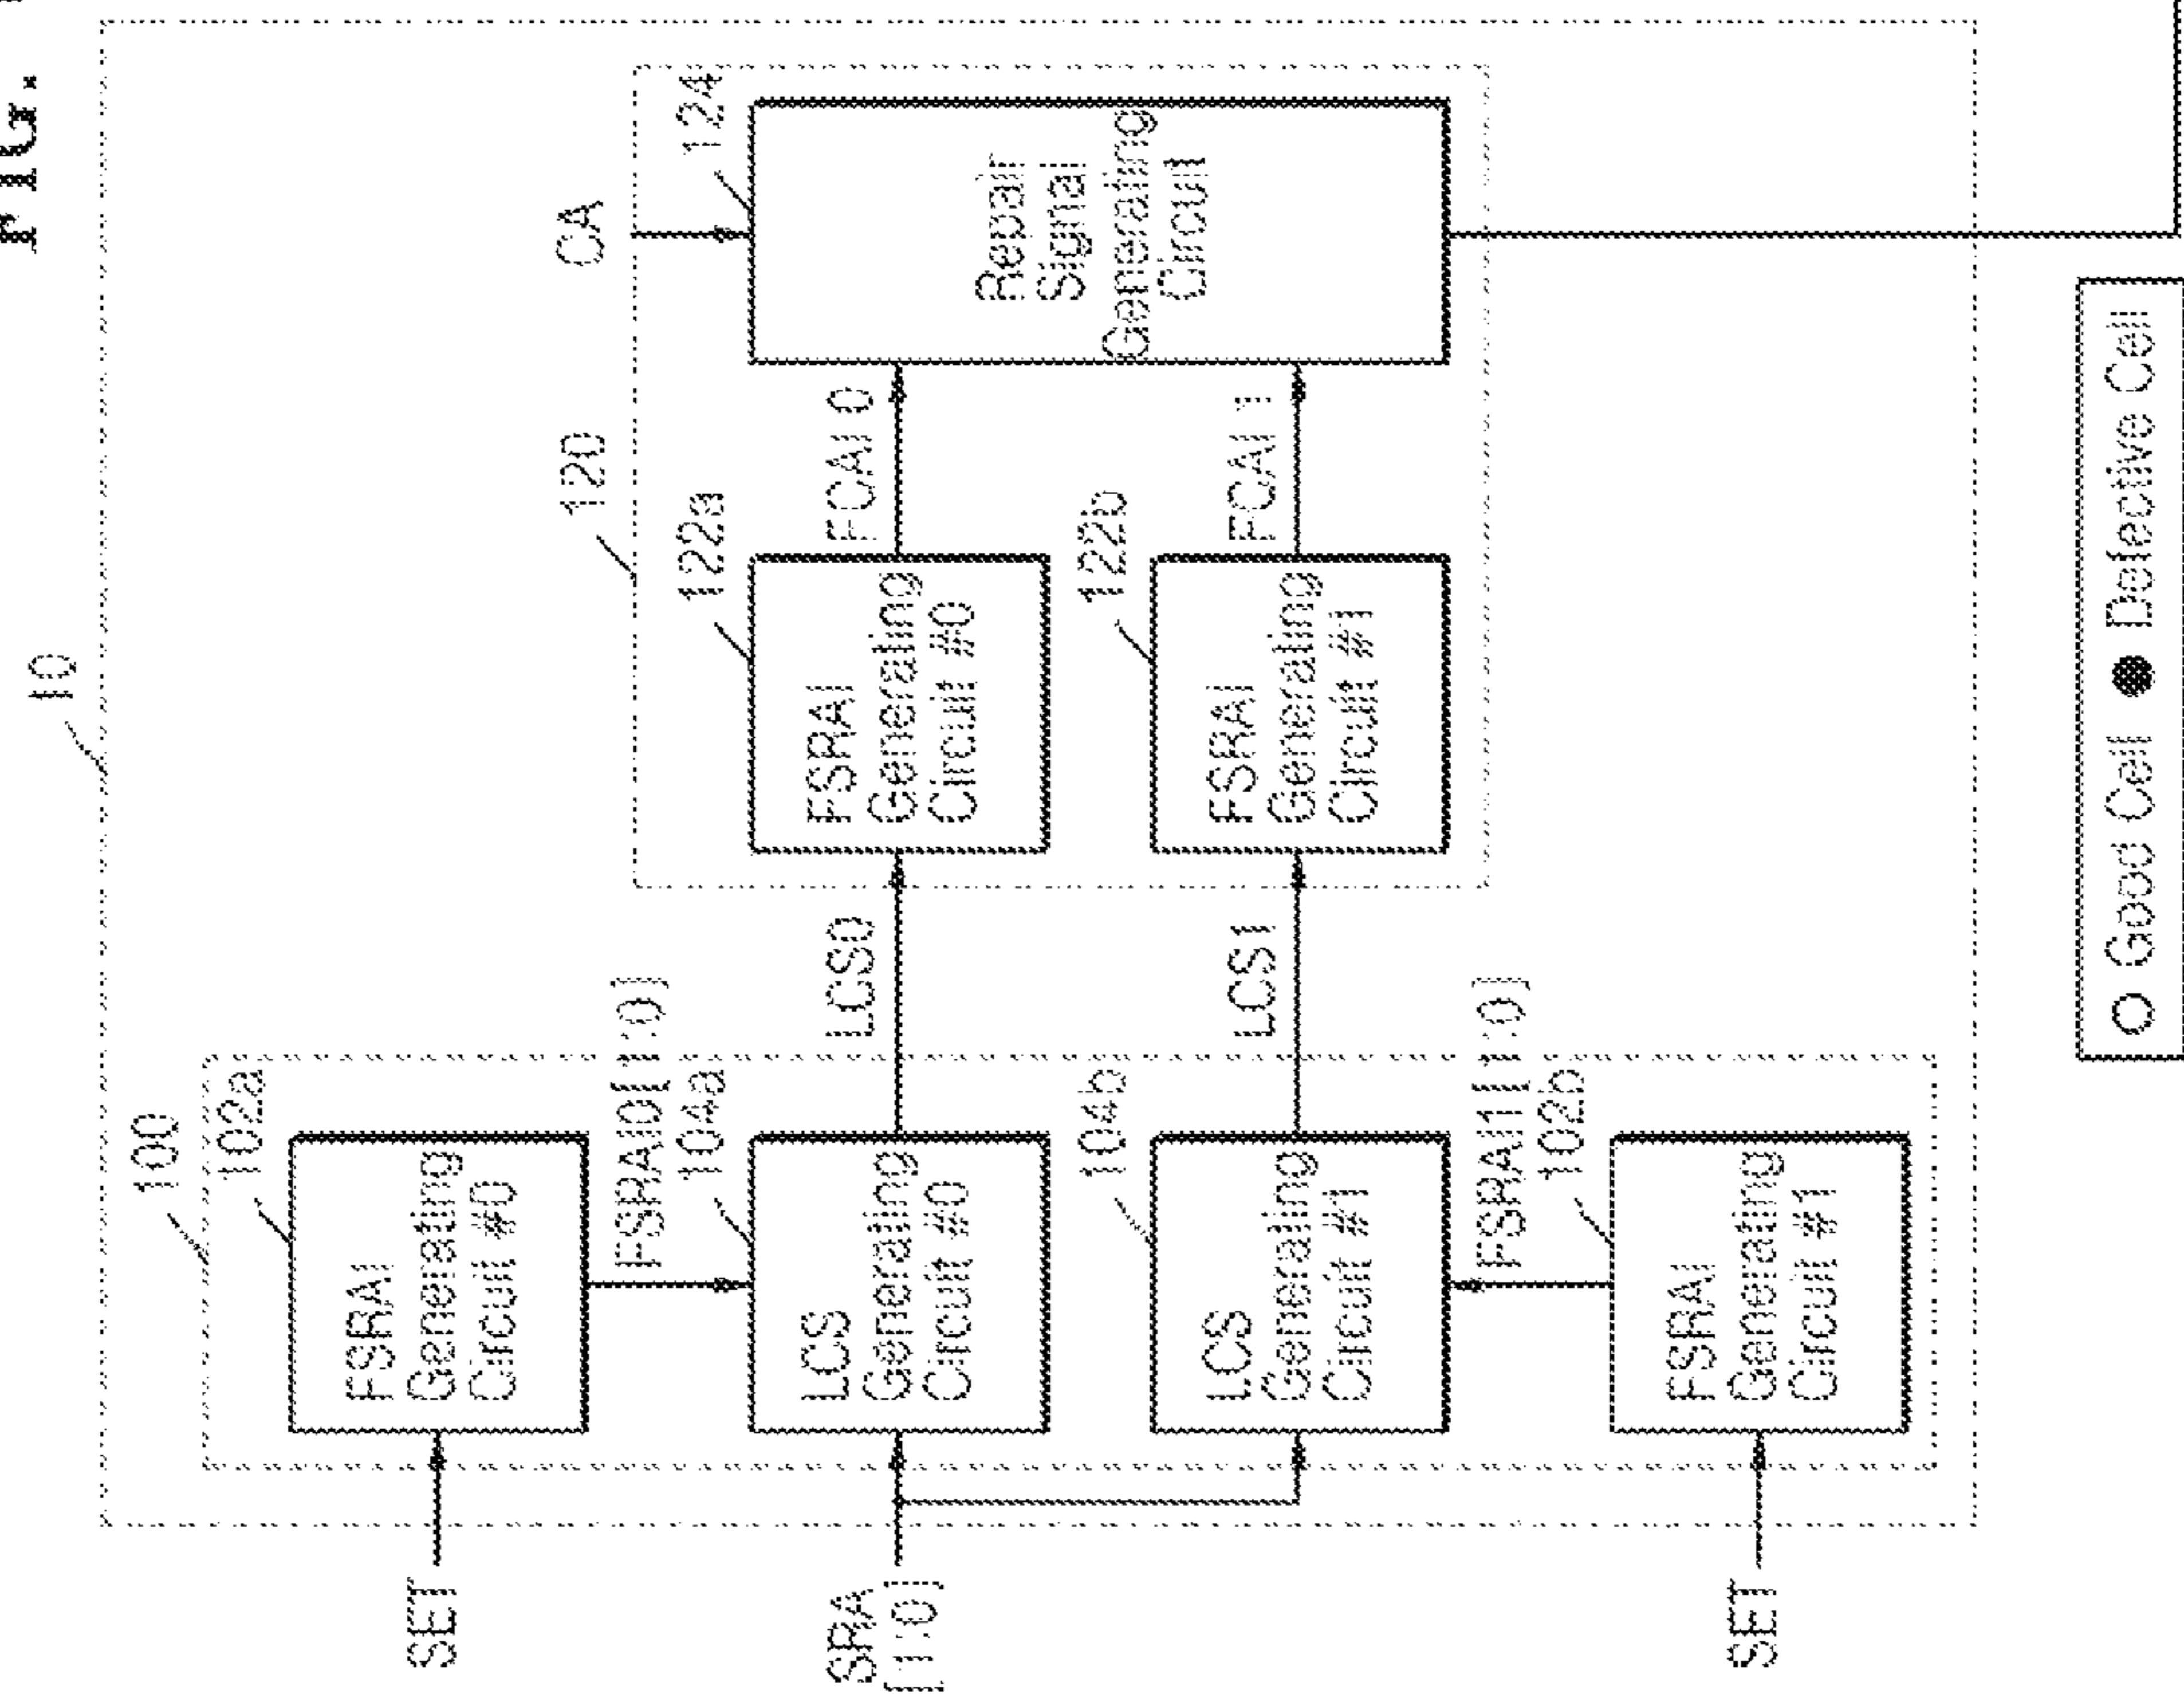 FIG.
10
100
120
SET
102a
FSRAI
Generating
Circuit #0
FSRAI0[1:0]
SRA
[1:0]
104a
LCS
Generating
Circuit #0
LCS0
122a
FSRAI
Generating
Circuit #0
FCAI 0
CA
124
Repair
Signal
Generating
Circuit
104b
LCS
Generating
Circuit #1
LCS1
122b
FSRAI
Generating
Circuit #1
FCAI 1
FSRAI1[1:0]
SET
102b
FSRAI
Generating
Circuit #1
Good Cell
Defective Cell